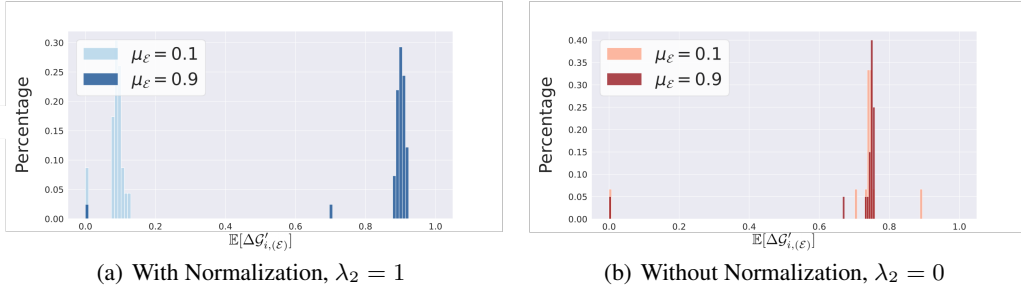 Percentage
0.30
0.25
0.20
0.15
0.10
0.05
0.00
μ_ℰ = 0.1
μ_ℰ = 0.9
0.0 0.2 0.4 0.6 0.8 1.0
𝔼[Δ𝒢′_{i,(ℰ)}]
(a) With Normalization, λ₂ = 1
Percentage
0.40
0.35
0.30
0.25
0.20
0.15
0.10
0.05
0.00
μ_ℰ = 0.1
μ_ℰ = 0.9
0.0 0.2 0.4 0.6 0.8 1.0
𝔼[Δ𝒢′_{i,(ℰ)}]
(b) Without Normalization, λ₂ = 0